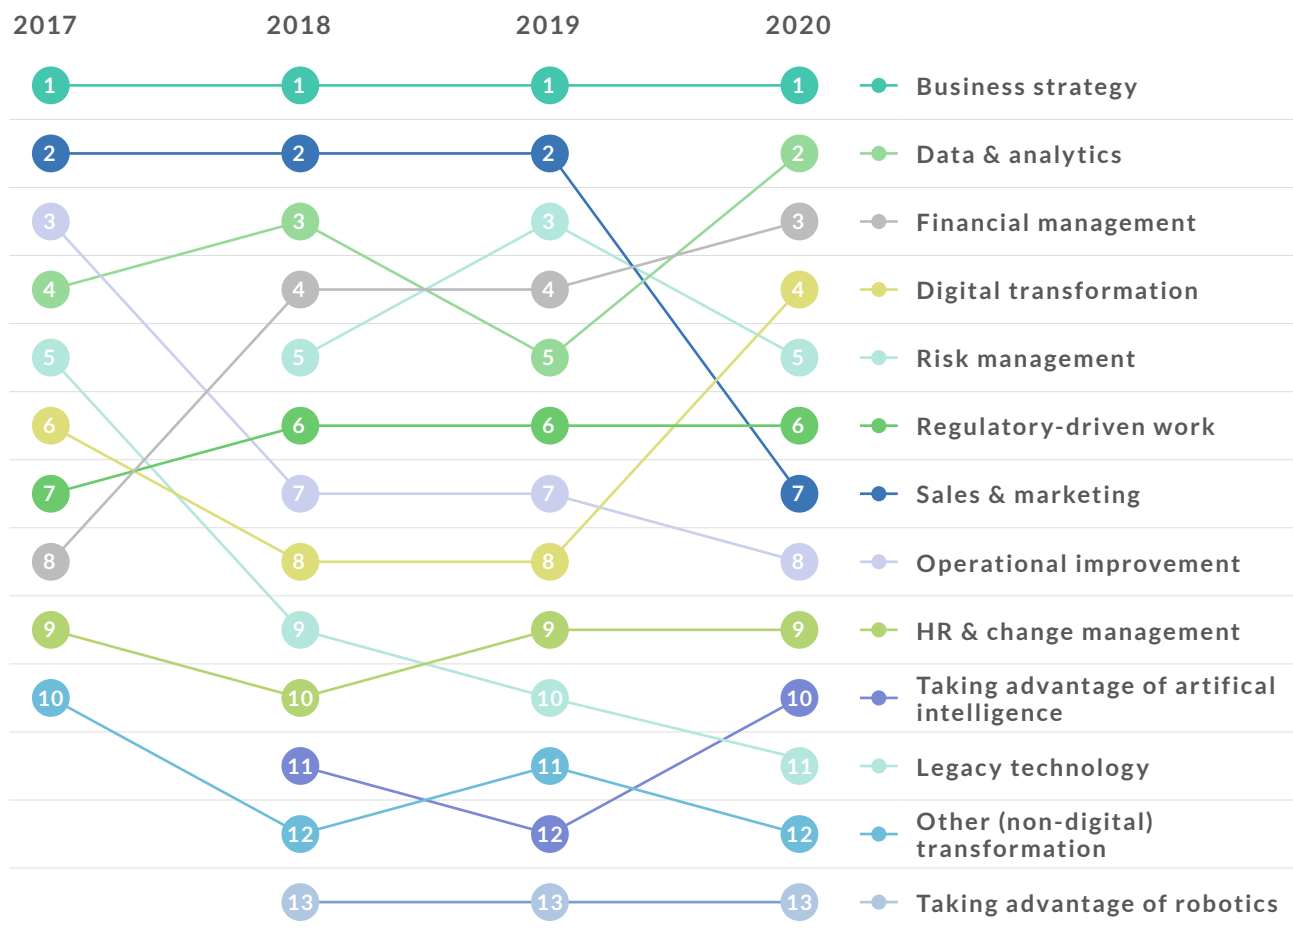 2017 2018 2019 2020
1 1 1 1 Business strategy
2 2 2 2 Data & analytics
3 3 3 3 Financial management
4 4 4 4 Digital transformation
5 5 5 5 Risk management
6 6 6 6 Regulatory-driven work
7 7 7 7 Sales & marketing
8 8 8 8 Operational improvement
9 9 9 9 HR & change management
10 10 10 10 Taking advantage of artifical
intelligence
11 11 11 Legacy technology
12 12 12 Other (non-digital)
transformation
13 13 13 Taking advantage of robotics